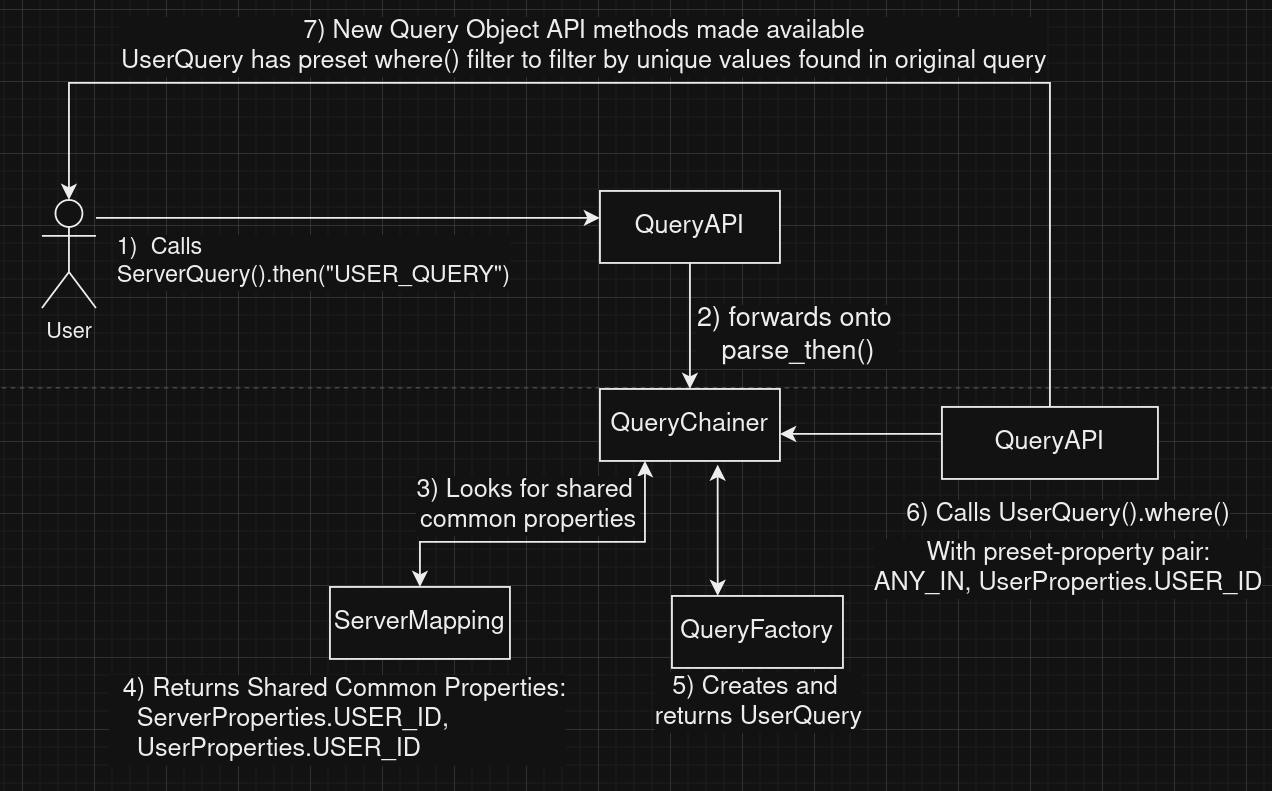 7) New Query Object API methods made available
UserQuery has preset where() filter to filter by unique values found in original query
QueryAPI
1)  Calls
ServerQuery().then("USER_QUERY")
User
2) forwards onto
parse_then()
QueryChainer
QueryAPI
3) Looks for shared
common properties
6) Calls UserQuery().where()
With preset-property pair:
ANY_IN, UserProperties.USER_ID
ServerMapping
QueryFactory
4) Returns Shared Common Properties:
ServerProperties.USER_ID,
UserProperties.USER_ID
5) Creates and
returns UserQuery